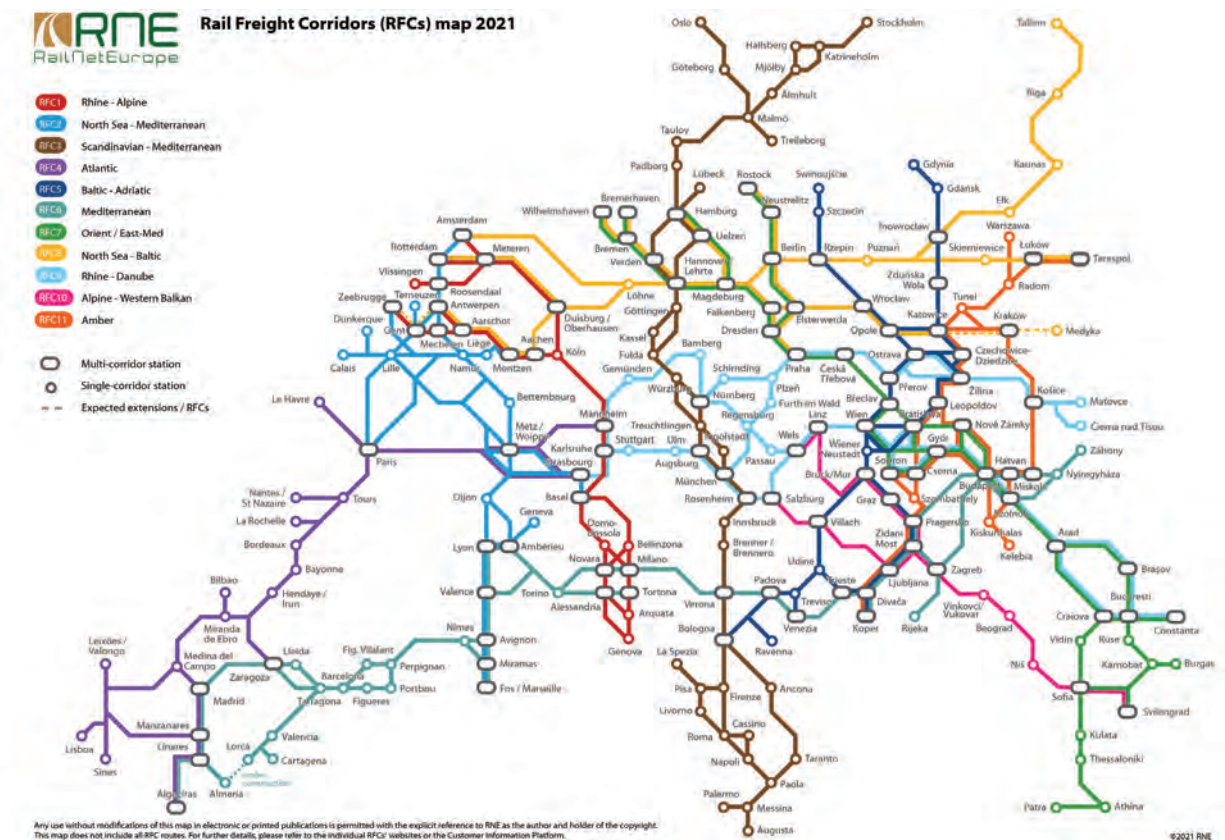 RNE
RailNetEurope
Rail Freight Corridors (RFCs) map 2021
RFC1 Rhine - Alpine
RFC2 North Sea - Mediterranean
RFC3 Scandinavian - Mediterranean
RFC4 Atlantic
RFC5 Baltic - Adriatic
RFC6 Mediterranean
RFC7 Orient / East-Med
RFC8 North Sea - Baltic
RFC9 Rhine - Danube
RFC10 Alpine - Western Balkan
RFC11 Amber
Multi-corridor station
Single-corridor station
Expected extensions / RFCs
Oslo
Stockholm
Tallinn
Hallsberg
Katrineholm
Göteborg
Mjölby
Älmhult
Riga
Malmö
Taulov
Trelleborg
Padborg
Kaunas
Gdynia
Lübeck
Rostock
Swinoujście
Gdańsk
Bremerhaven
Wilhelmshaven
Neustrelitz
Hamburg
Szczecin
Ełk
Amsterdam
Uelzen
Inowrocław
Warszawa
Bremen
Rotterdam
Meteren
Verden
Hannover
Lehrte
Berlin
Rzepin
Poznań
Skierniewice
Łuków
Terespol
Vlissingen
Zduńska
Wola
Radom
Zeebrugge
Terneuzen
Roosendaal
Löhne
Magdeburg
Antwerpen
Göttingen
Wrocław
Tunel
Dunkerque
Gent
Aarschot
Duisburg /
Oberhausen
Falkenberg
Elsterwerda
Katowice
Kraków
Dresden
Opole
Medyka
Mechelen
Liège
Aachen
Kassel
Calais
Lille
Namur
Montzen
Köln
Fulda
Bamberg
Praha
Česká
Třebová
Ostrava
Czechowice-
Dziedzice
Gemünden
Schirnding
Přerov
Žilina
Košice
Le Havre
Bettembourg
Würzburg
Nürnberg
Plzeň
Furth im Wald
Břeclav
Leopoldov
Maťovce
Mannheim
Čierna nad Tisou
Metz /
Woippy
Karlsruhe
Treuchtlingen
Regensburg
Linz
Wien
Bratislava
Nové Zámky
Paris
Strasbourg
Stuttgart
Ulm
Ingolstadt
Wels
Wiener
Neustadt
Győr
Záhony
Augsburg
Passau
Sopron
Csorna
Hatvan
München
Bruck/Mur
Budapest
Miskolc
Nyíregyháza
Nantes /
St Nazaire
Tours
Dijon
Basel
Rosenheim
Salzburg
Graz
Szombathely
Szolnok
La Rochelle
Geneva
Domo-
dossola
Innsbruck
Villach
Pragersko
Kiskunhalas
Arad
Bordeaux
Lyon
Ambérieu
Bellinzona
Brenner /
Brennero
Zidani
Most
Kelebia
Bayonne
Novara
Milano
Udine
Ljubljana
Zagreb
Braşov
Bilbao
Hendaye /
Irun
Valence
Torino
Alessandria
Tortona
Verona
Padova
Treviso
Trieste
Divača
Vinkovci/
Vukovar
Bucuresti
Miranda
de Ebro
Arquata
Venezia
Koper
Rijeka
Beograd
Craiova
Constanta
Leixões /
Valongo
Nîmes
Avignon
Genova
Bologna
Ravenna
Vidin
Ruse
Medina del
Campo
Lleida
Fig. Vilafant
Perpignan
Miramas
La Spezia
Niš
Karnobat
Burgas
Zaragoza
Barcelona
Madrid
Tarragona
Figueres
Portbou
Fos / Marseille
Pisa
Firenze
Ancona
Sofia
Svilengrad
Livorno
Manzanares
Cassino
Lisboa
Linares
Lorca
Valencia
Roma
Kulata
Sines
Cartagena
Napoli
Taranto
Thessaloniki
Almería
under
construction
Algeciras
Paola
Palermo
Messina
Patra
Athina
Augusta
Any use without modifications of this map in electronic or printed publications is permitted with the explicit reference to RNE as the author and holder of the copyright.
This map does not include all RFC routes. For further details, please refer to the individual RFCs' websites or the Customer Information Platform.
©2021 RNE